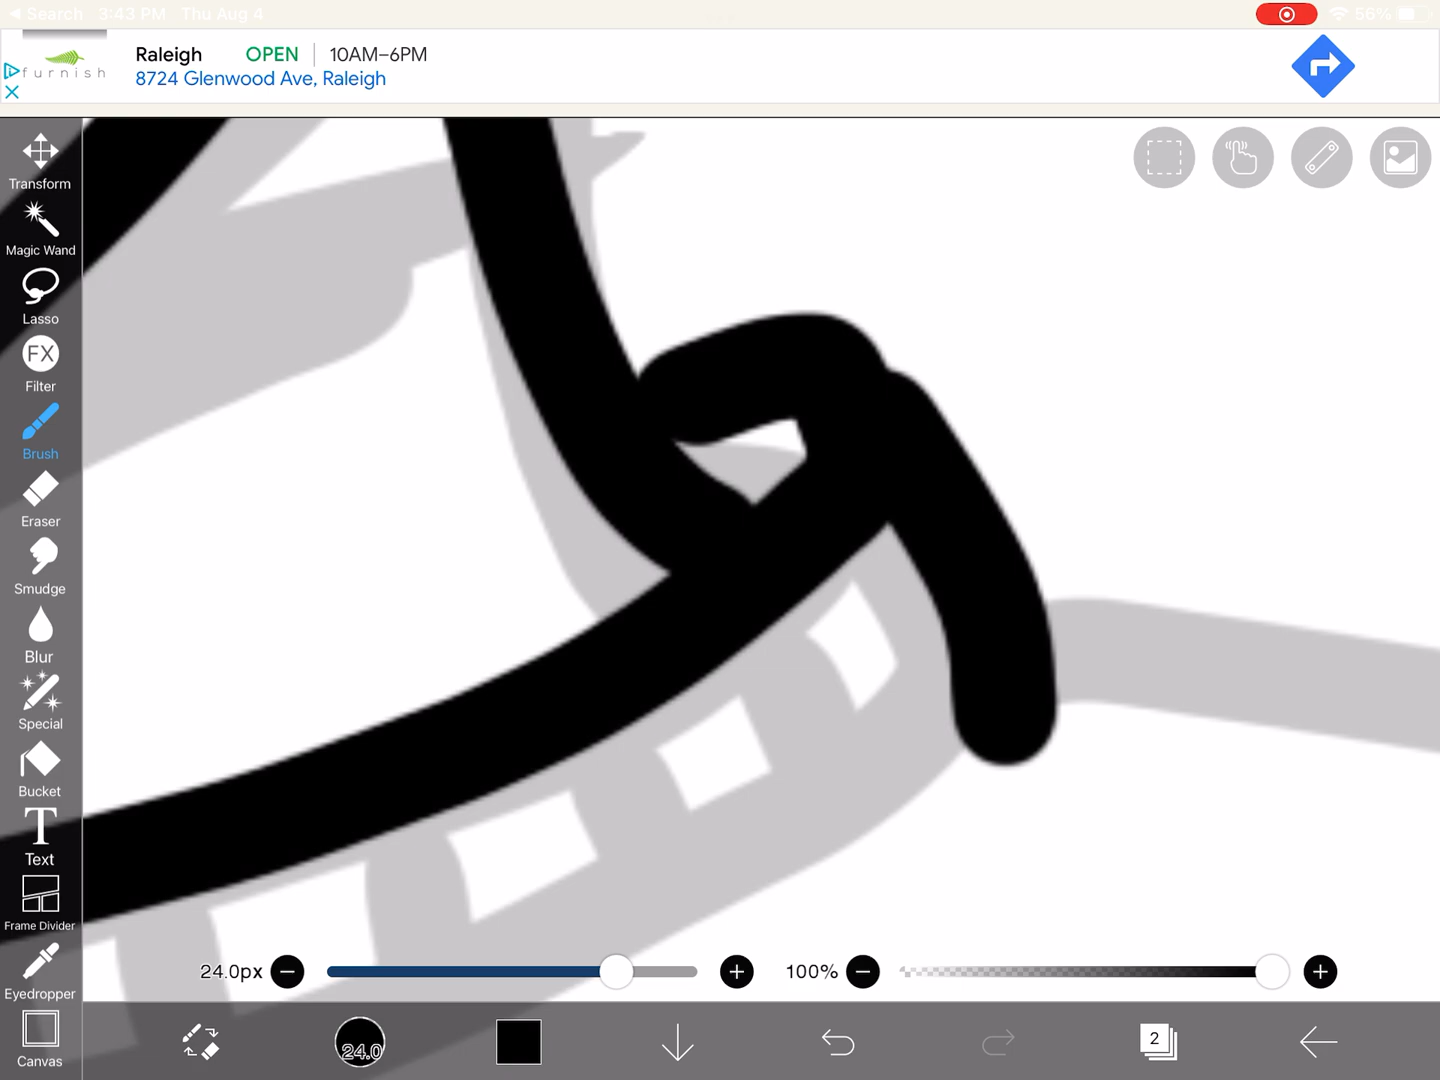 Search 3:43 PM Thu Aug 4
56%
furnish
Raleigh OPEN 10AM–6PM
8724 Glenwood Ave, Raleigh
Transform
Magic Wand
Lasso
FX
Filter
Brush
Eraser
Smudge
Blur
Special
Bucket
T
Text
Frame Divider
Eyedropper
Canvas
24.0px
100%
24.0
2